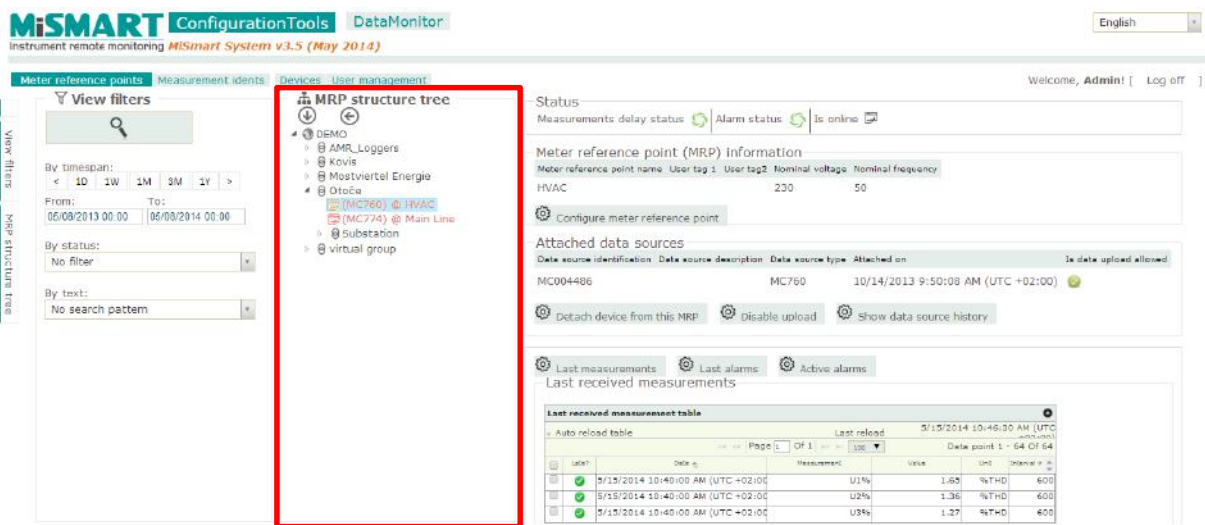 MiSMART ConfigurationTools DataMonitor
English
Instrument remote monitoring MiSmart System v3.5 (May 2014)
Meter reference points Measurement idents Devices User management
Welcome, Admin! [ Log off ]
View filters
MRP structure tree
View filters
By timespan:
< 1D 1W 1M 3M 1Y >
From: To:
05/08/2013 00:00 05/08/2014 00:00
By status:
No filter
By text:
No search pattern
MRP structure tree
DEMO
AMR_Loggers
Kovis
Mostviertel Energie
Otoče
(MC760) @ HVAC
(MC774) @ Main Line
Substation
virtual group
Status
Measurements delay status Alarm status Is online
Meter reference point (MRP) information
Meter reference point name User tag 1 User tag2 Nominal voltage Nominal frequency
HVAC 230 50
Configure meter reference point
Attached data sources
Data source identification Data source description Data source type Attached on Is data upload allowed
MC004486 MC760 10/14/2013 9:50:08 AM (UTC +02:00)
Detach device from this MRP Disable upload Show data source history
Last measurements Last alarms Active alarms
Last received measurements
Last received measurement table
Auto reload table Last reload 5/15/2014 10:46:30 AM (UTC +02:00)
Page 1 Of 1 100 Data point 1 - 64 Of 64
Late? Date Measurement Value Unit Interval
5/15/2014 10:40:00 AM (UTC +02:00 U1% 1.65 %THD 600
5/15/2014 10:40:00 AM (UTC +02:00 U2% 1.36 %THD 600
5/15/2014 10:40:00 AM (UTC +02:00 U3% 1.27 %THD 600